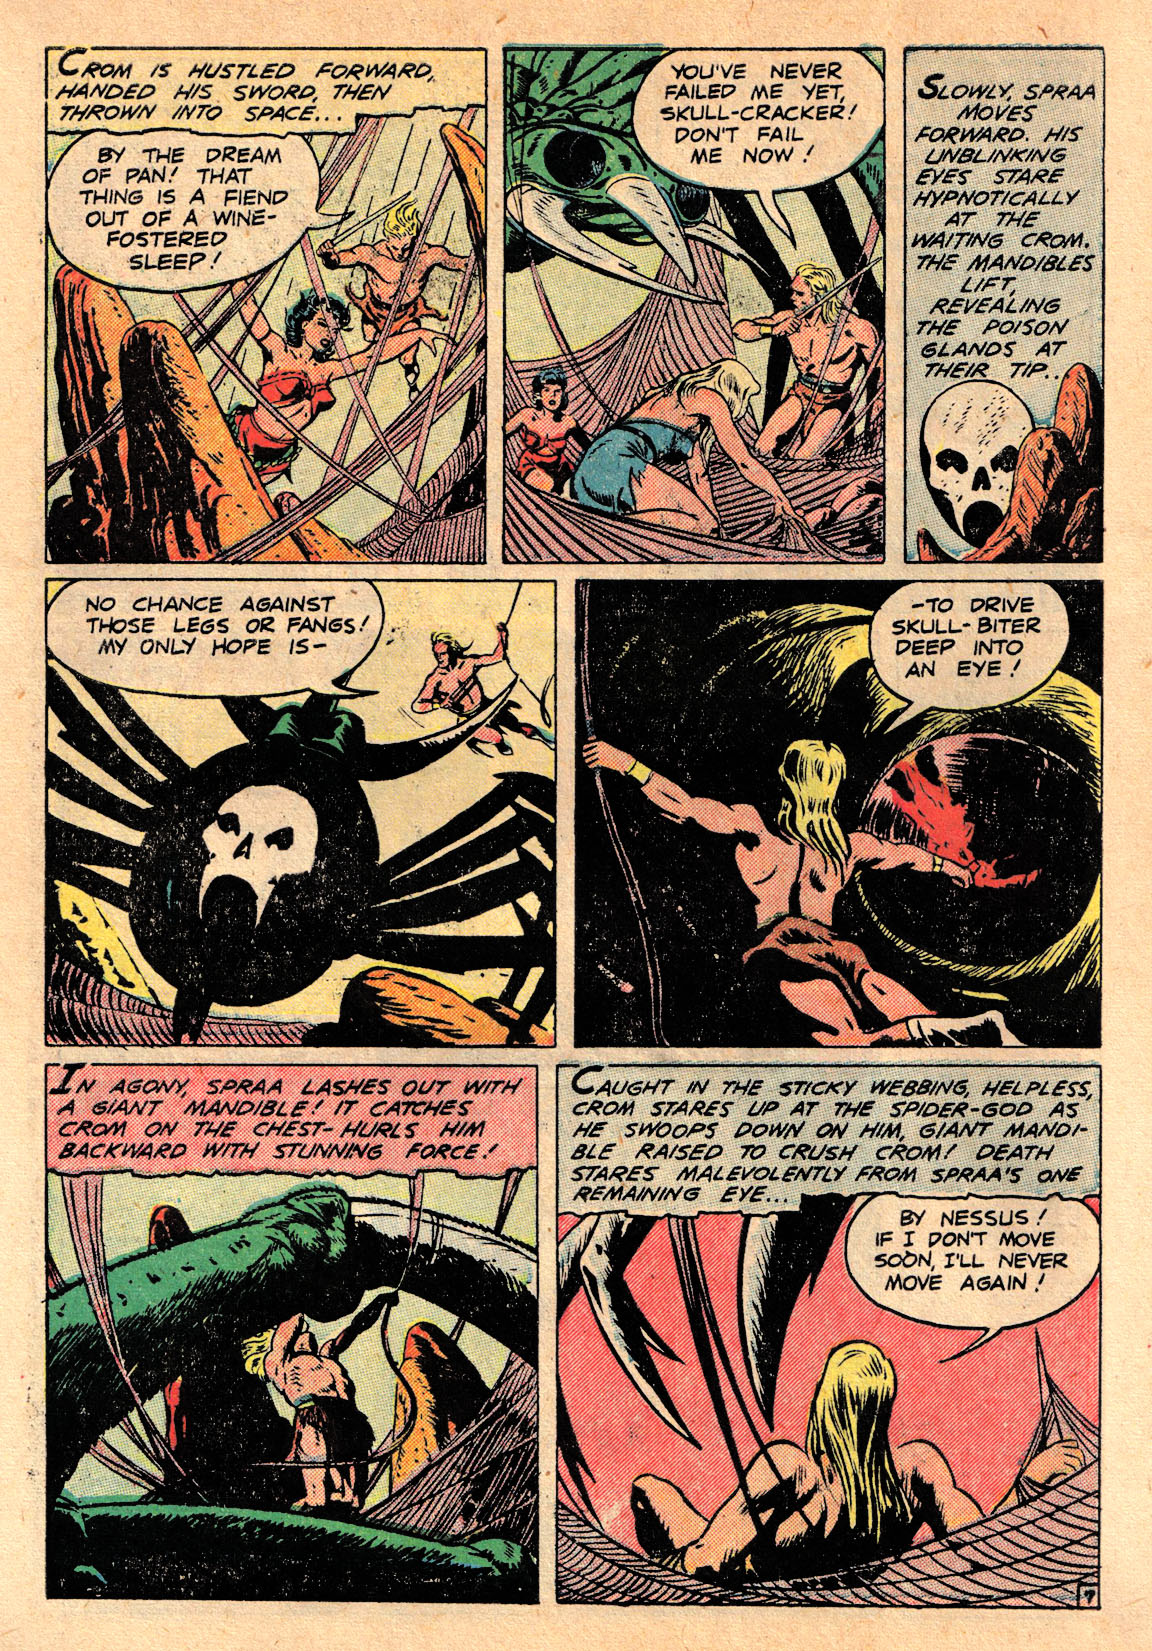 CROM IS HUSTLED FORWARD,
HANDED HIS SWORD, THEN
THROWN INTO SPACE...
BY THE DREAM
OF PAN! THAT
THING IS A FIEND
OUT OF A WINE-
FOSTERED
SLEEP!
YOU'VE NEVER
FAILED ME YET,
SKULL-CRACKER!
DON'T FAIL
ME NOW!
SLOWLY, SPRAA
MOVES
FORWARD. HIS
UNBLINKING
EYES STARE
HYPNOTICALLY
AT THE
WAITING CROM.
THE MANDIBLES
LIFT,
REVEALING
THE POISON
GLANDS AT
THEIR TIP..
NO CHANCE AGAINST
THOSE LEGS OR FANGS!
MY ONLY HOPE IS-
-TO DRIVE
SKULL-BITER
DEEP INTO
AN EYE!
IN AGONY, SPRAA LASHES OUT WITH
A GIANT MANDIBLE! IT CATCHES
CROM ON THE CHEST-HURLS HIM
BACKWARD WITH STUNNING FORCE!
CAUGHT IN THE STICKY WEBBING, HELPLESS,
CROM STARES UP AT THE SPIDER-GOD AS
HE SWOOPS DOWN ON HIM, GIANT MANDI-
BLE RAISED TO CRUSH CROM! DEATH
STARES MALEVOLENTLY FROM SPRAA'S ONE
REMAINING EYE...
BY NESSUS!
IF I DON'T MOVE
SOON, I'LL NEVER
MOVE AGAIN!
7